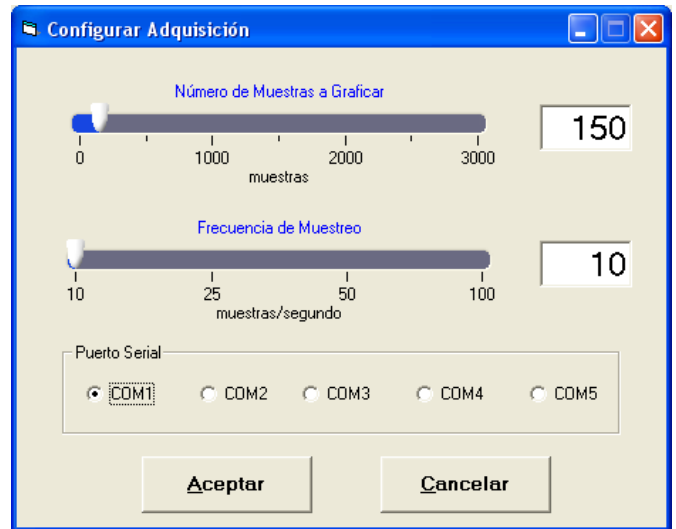 Configurar Adquisición
Número de Muestras a Graficar
150
0 1000 2000 3000
muestras
Frecuencia de Muestreo
10
10 25 50 100
muestras/segundo
Puerto Serial
COM1 COM2 COM3 COM4 COM5
Aceptar Cancelar